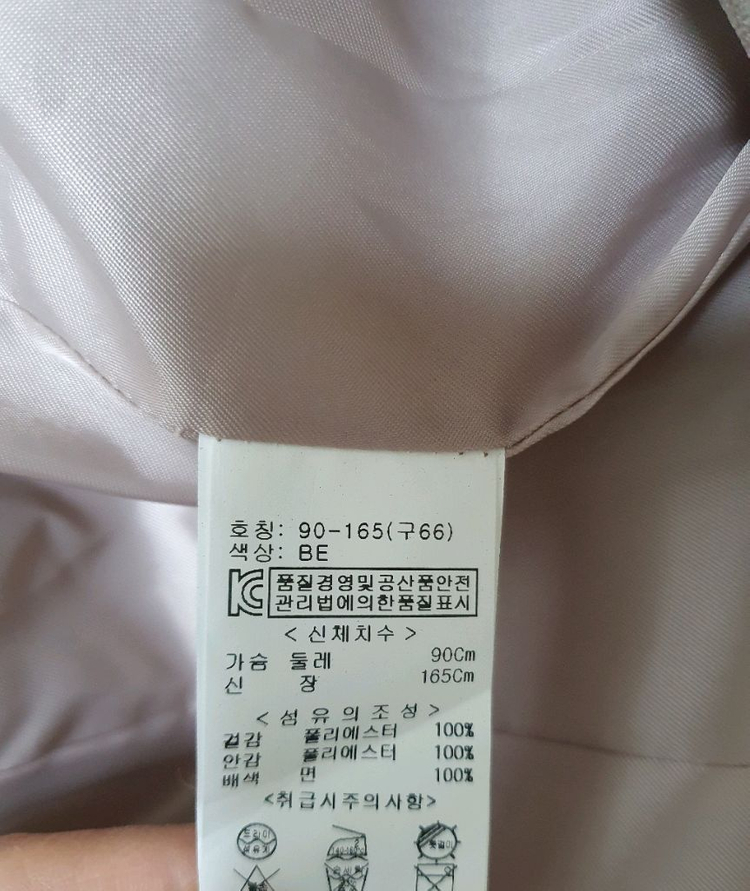 호칭: 90-165(구66)
색상: BE
품질경영및공산품안전
관리법에의한품질표시
< 신체치수 >
가슴 둘레 90Cm
신 장 165Cm
< 섬유의조성 >
겉감 폴리에스터 100%
안감 폴리에스터 100%
배색 면 100%
<취급시주의사항>
드라이